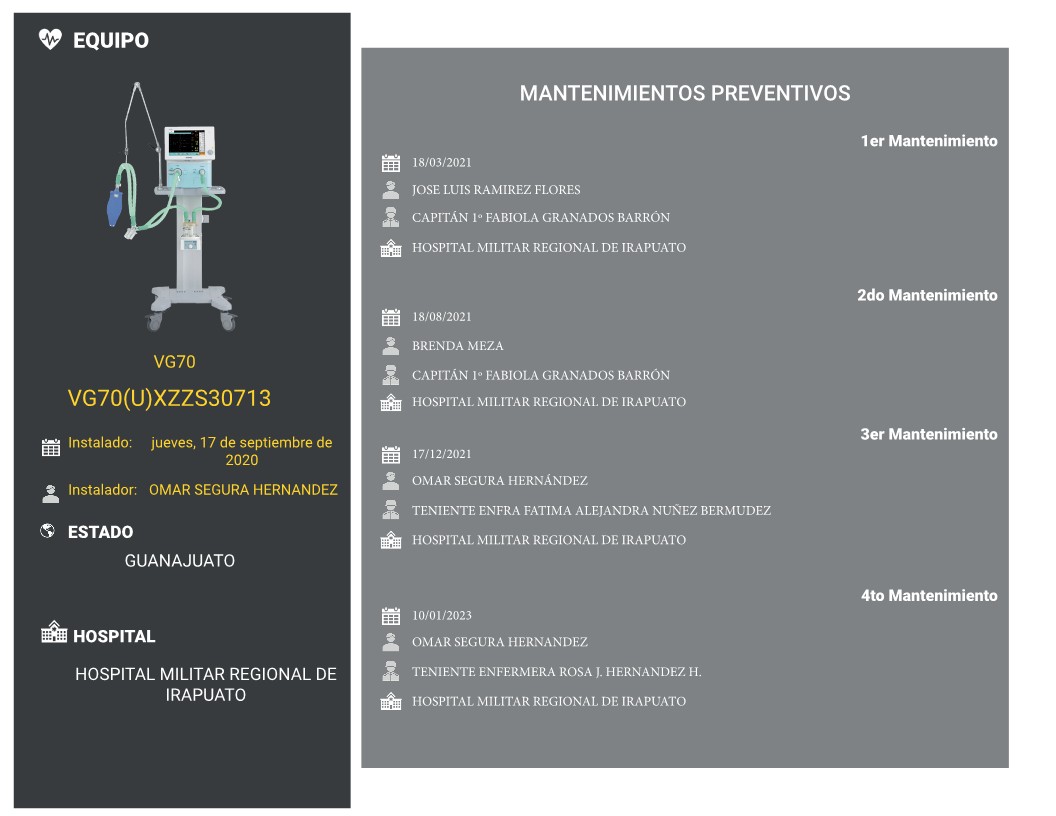 EQUIPO
VG70
VG70(U)XZZS30713
Instalado: jueves, 17 de septiembre de
2020
Instalador: OMAR SEGURA HERNANDEZ
ESTADO
GUANAJUATO
HOSPITAL
HOSPITAL MILITAR REGIONAL DE
IRAPUATO
MANTENIMIENTOS PREVENTIVOS
1er Mantenimiento
18/03/2021
JOSE LUIS RAMIREZ FLORES
CAPITÁN 1º FABIOLA GRANADOS BARRÓN
HOSPITAL MILITAR REGIONAL DE IRAPUATO
2do Mantenimiento
18/08/2021
BRENDA MEZA
CAPITÁN 1º FABIOLA GRANADOS BARRÓN
HOSPITAL MILITAR REGIONAL DE IRAPUATO
3er Mantenimiento
17/12/2021
OMAR SEGURA HERNÁNDEZ
TENIENTE ENFRA FATIMA ALEJANDRA NUÑEZ BERMUDEZ
HOSPITAL MILITAR REGIONAL DE IRAPUATO
4to Mantenimiento
10/01/2023
OMAR SEGURA HERNANDEZ
TENIENTE ENFERMERA ROSA J. HERNANDEZ H.
HOSPITAL MILITAR REGIONAL DE IRAPUATO